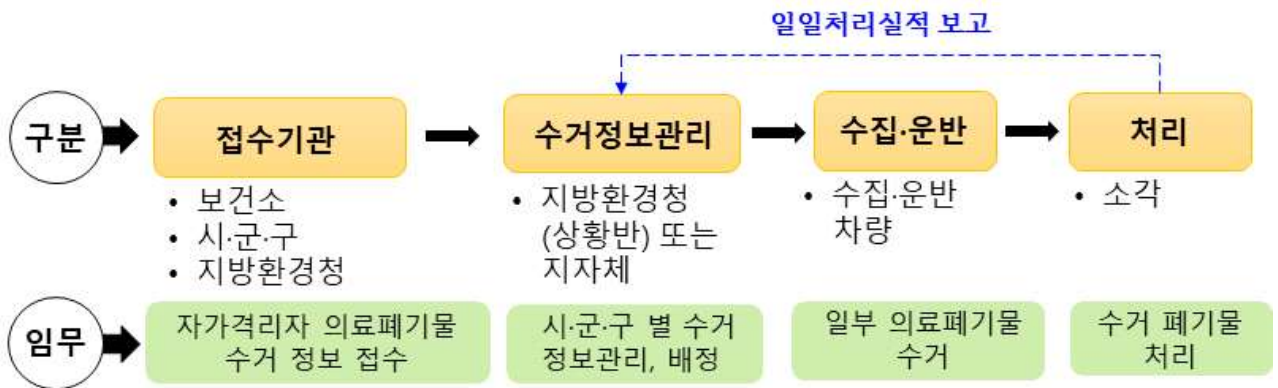 일일처리실적 보고
구분
접수기관
수거정보관리
수집·운반
처리
• 보건소
• 시·군·구
• 지방환경청
• 지방환경청
(상황반) 또는
지자체
• 수집·운반
차량
• 소각
임무
자가격리자 의료폐기물
수거 정보 접수
시·군·구 별 수거
정보관리, 배정
일부 의료폐기물
수거
수거 폐기물
처리